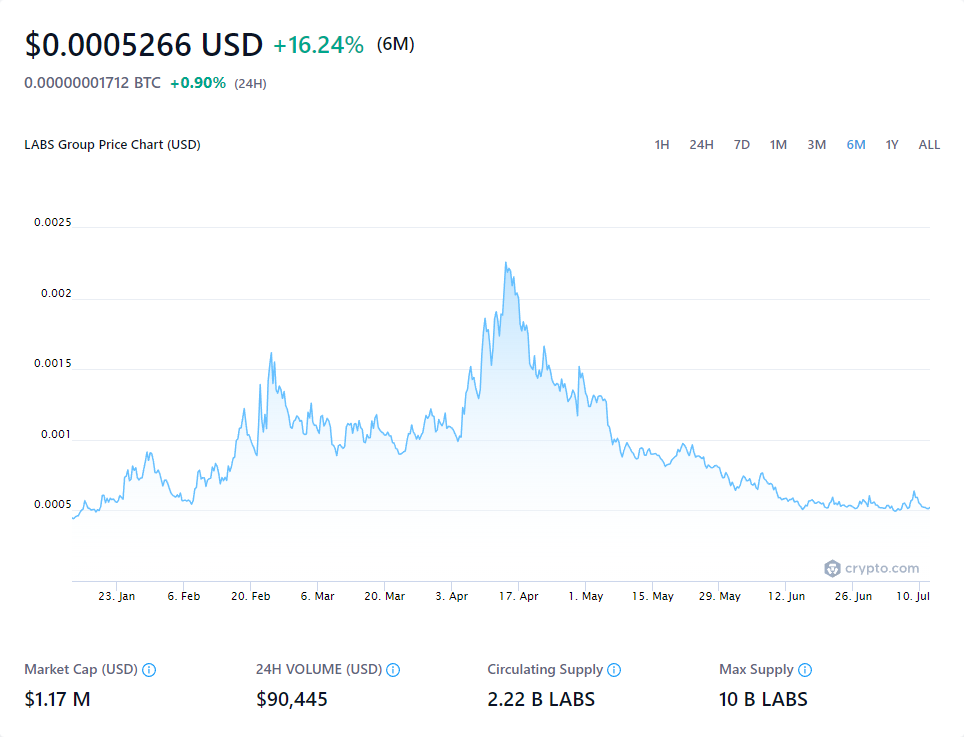 $0.0005266 USD +16.24% (6M)
0.00000001712 BTC +0.90% (24H)
LABS Group Price Chart (USD) 1H 24H 7D 1M 3M 6M 1Y ALL
0.0025
0.002
0.0015
0.001
0.0005
crypto.com
23. Jan 6. Feb 20. Feb 6. Mar 20. Mar 3. Apr 17. Apr 1. May 15. May 29. May 12. Jun 26. Jun 10. Jul
Market Cap (USD) 24H VOLUME (USD) Circulating Supply Max Supply
$1.17 M $90,445 2.22 B LABS 10 B LABS